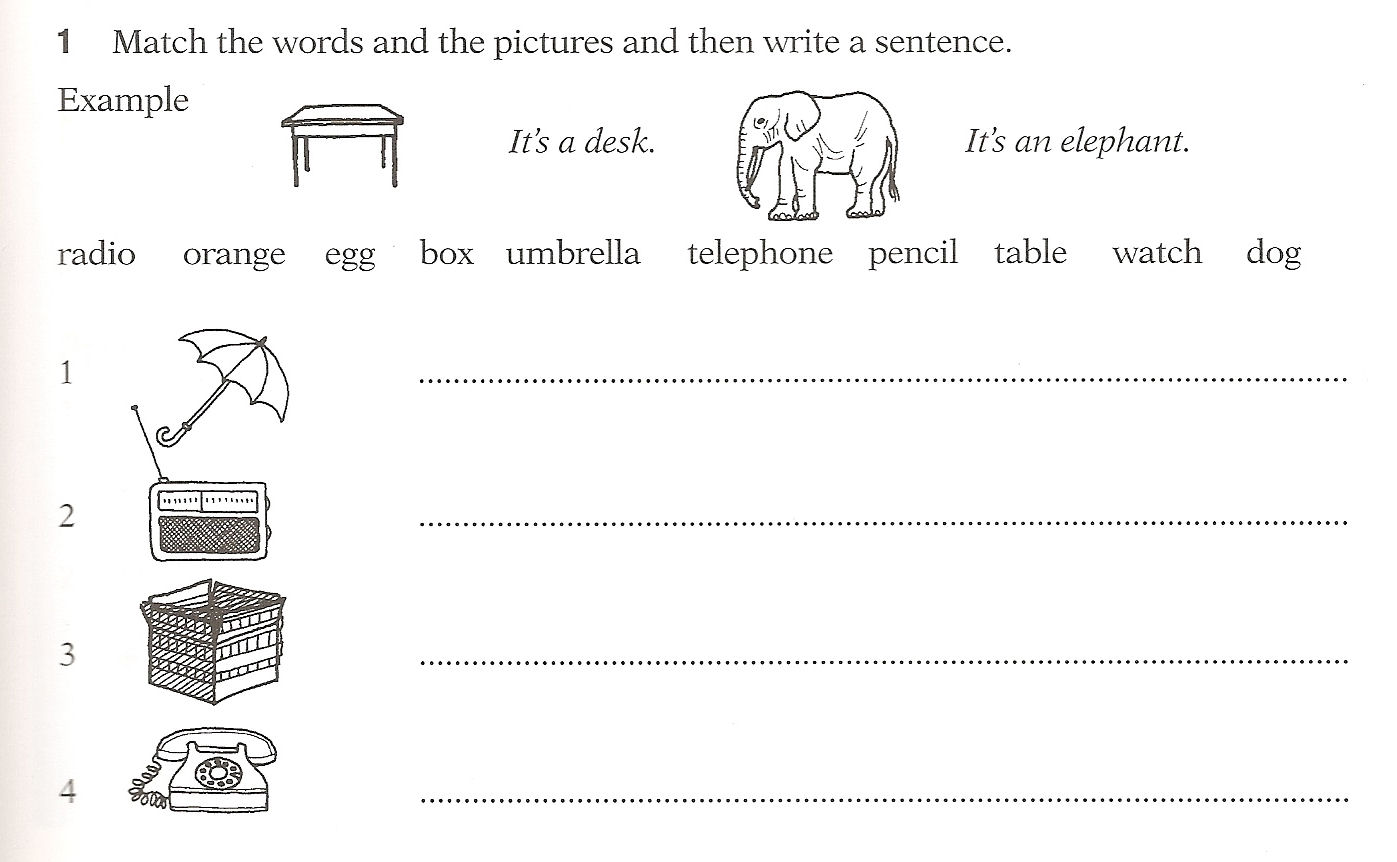 1 Match the words and the pictures and then write a sentence.
Example
It's a desk. It's an elephant.
radio orange egg box umbrella telephone pencil table watch dog
1
2
3
4